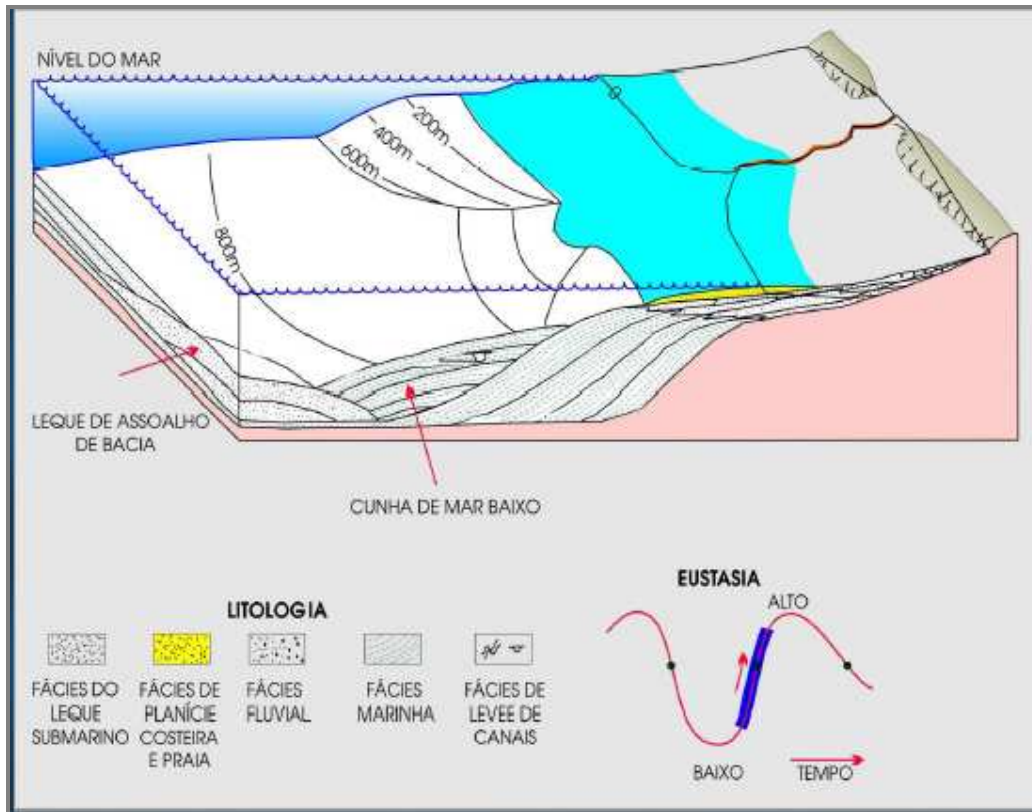 NÍVEL DO MAR
200m
400m
600m
800m
LEQUE DE ASSOALHO
DE BACIA
CUNHA DE MAR BAIXO
LITOLOGIA
FÁCIES DO
LEQUE
SUBMARINO
FÁCIES DE
PLANÍCIE
COSTEIRA
E PRAIA
FÁCIES
FLUVIAL
FÁCIES
MARINHA
FÁCIES DE
LEVEE DE
CANAIS
EUSTASIA
ALTO
BAIXO
TEMPO